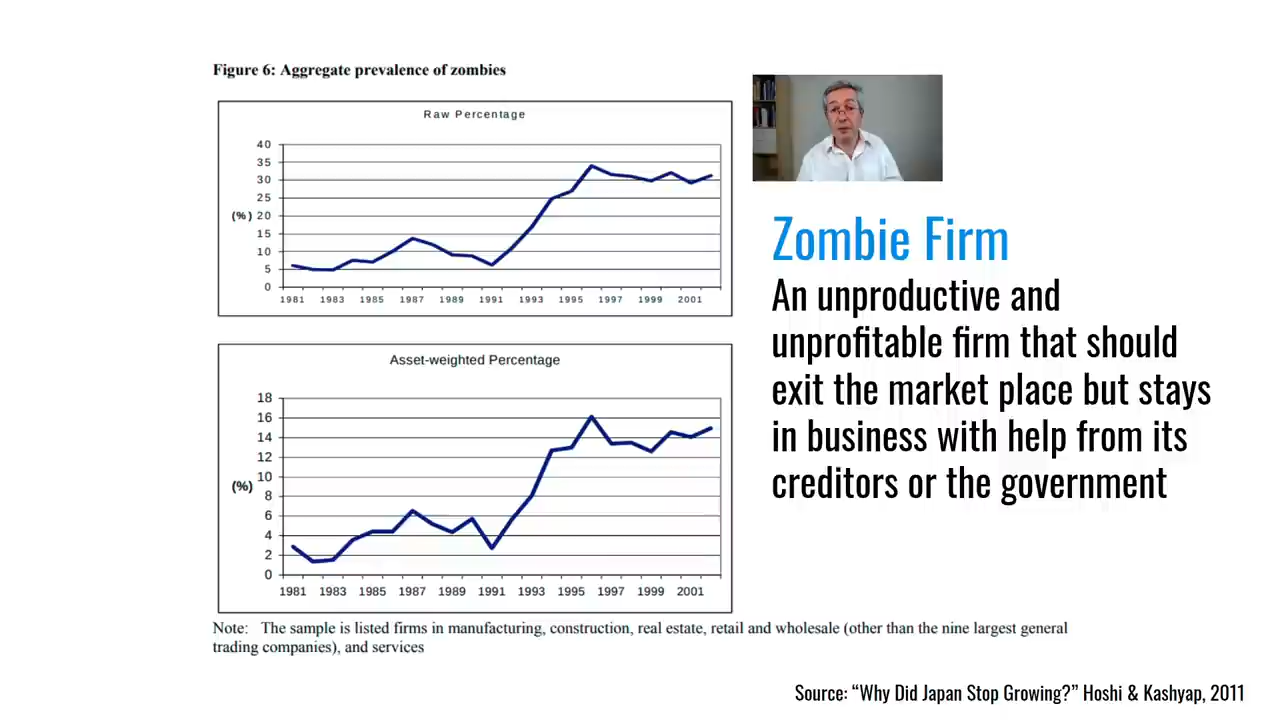 Figure 6: Aggregate prevalence of zombies
Raw Percentage
40
35
30
25
(%) 20
15
10
5
0
1981 1983 1985 1987 1989 1991 1993 1995 1997 1999 2001
Asset-weighted Percentage
18
16
14
12
10
(%)
8
6
4
2
0
1981 1983 1985 1987 1989 1991 1993 1995 1997 1999 2001
Note: The sample is listed firms in manufacturing, construction, real estate, retail and wholesale (other than the nine largest general
trading companies), and services
Zombie Firm
An unproductive and
unprofitable firm that should
exit the market place but stays
in business with help from its
creditors or the government
Source: “Why Did Japan Stop Growing?” Hoshi & Kashyap, 2011